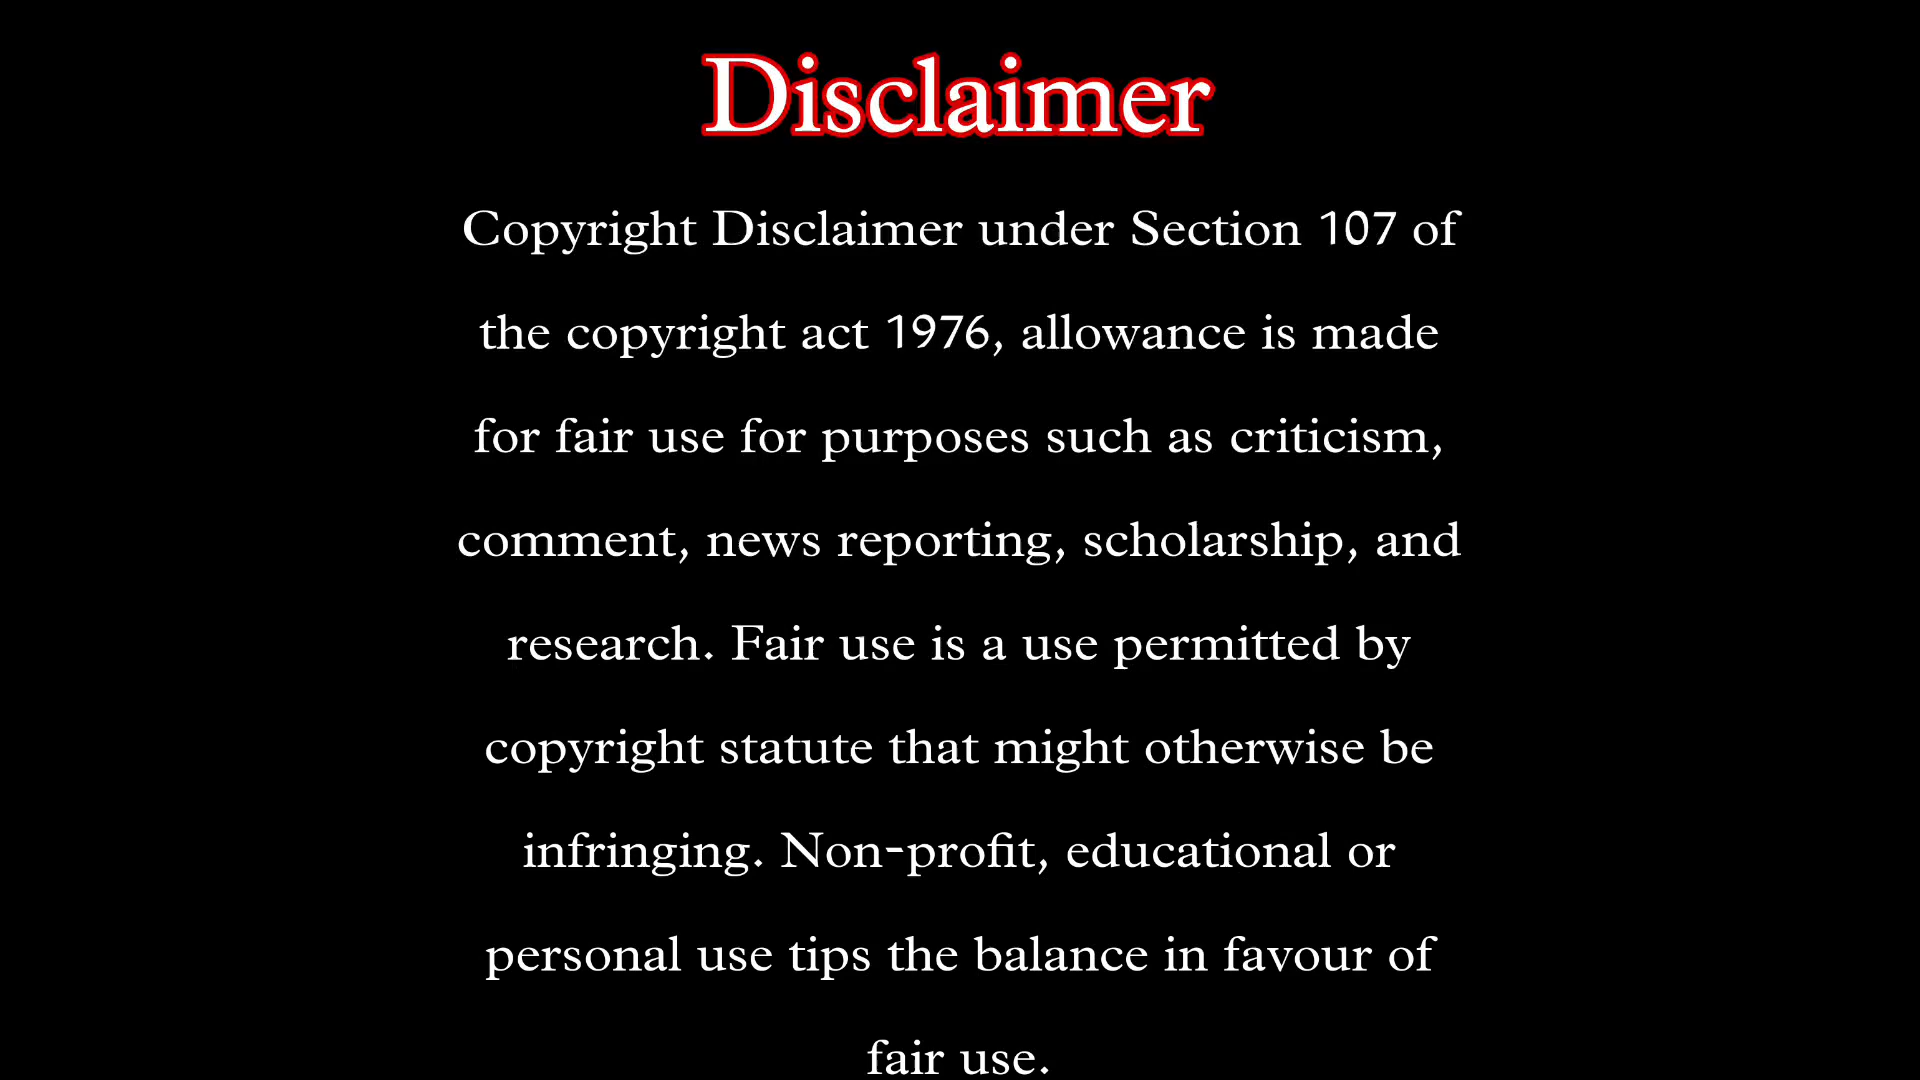 Disclaimer
Copyright Disclaimer under Section 107 of
the copyright act 1976, allowance is made
for fair use for purposes such as criticism,
comment, news reporting, scholarship, and
research. Fair use is a use permitted by
copyright statute that might otherwise be
infringing. Non-profit, educational or
personal use tips the balance in favour of
fair use.